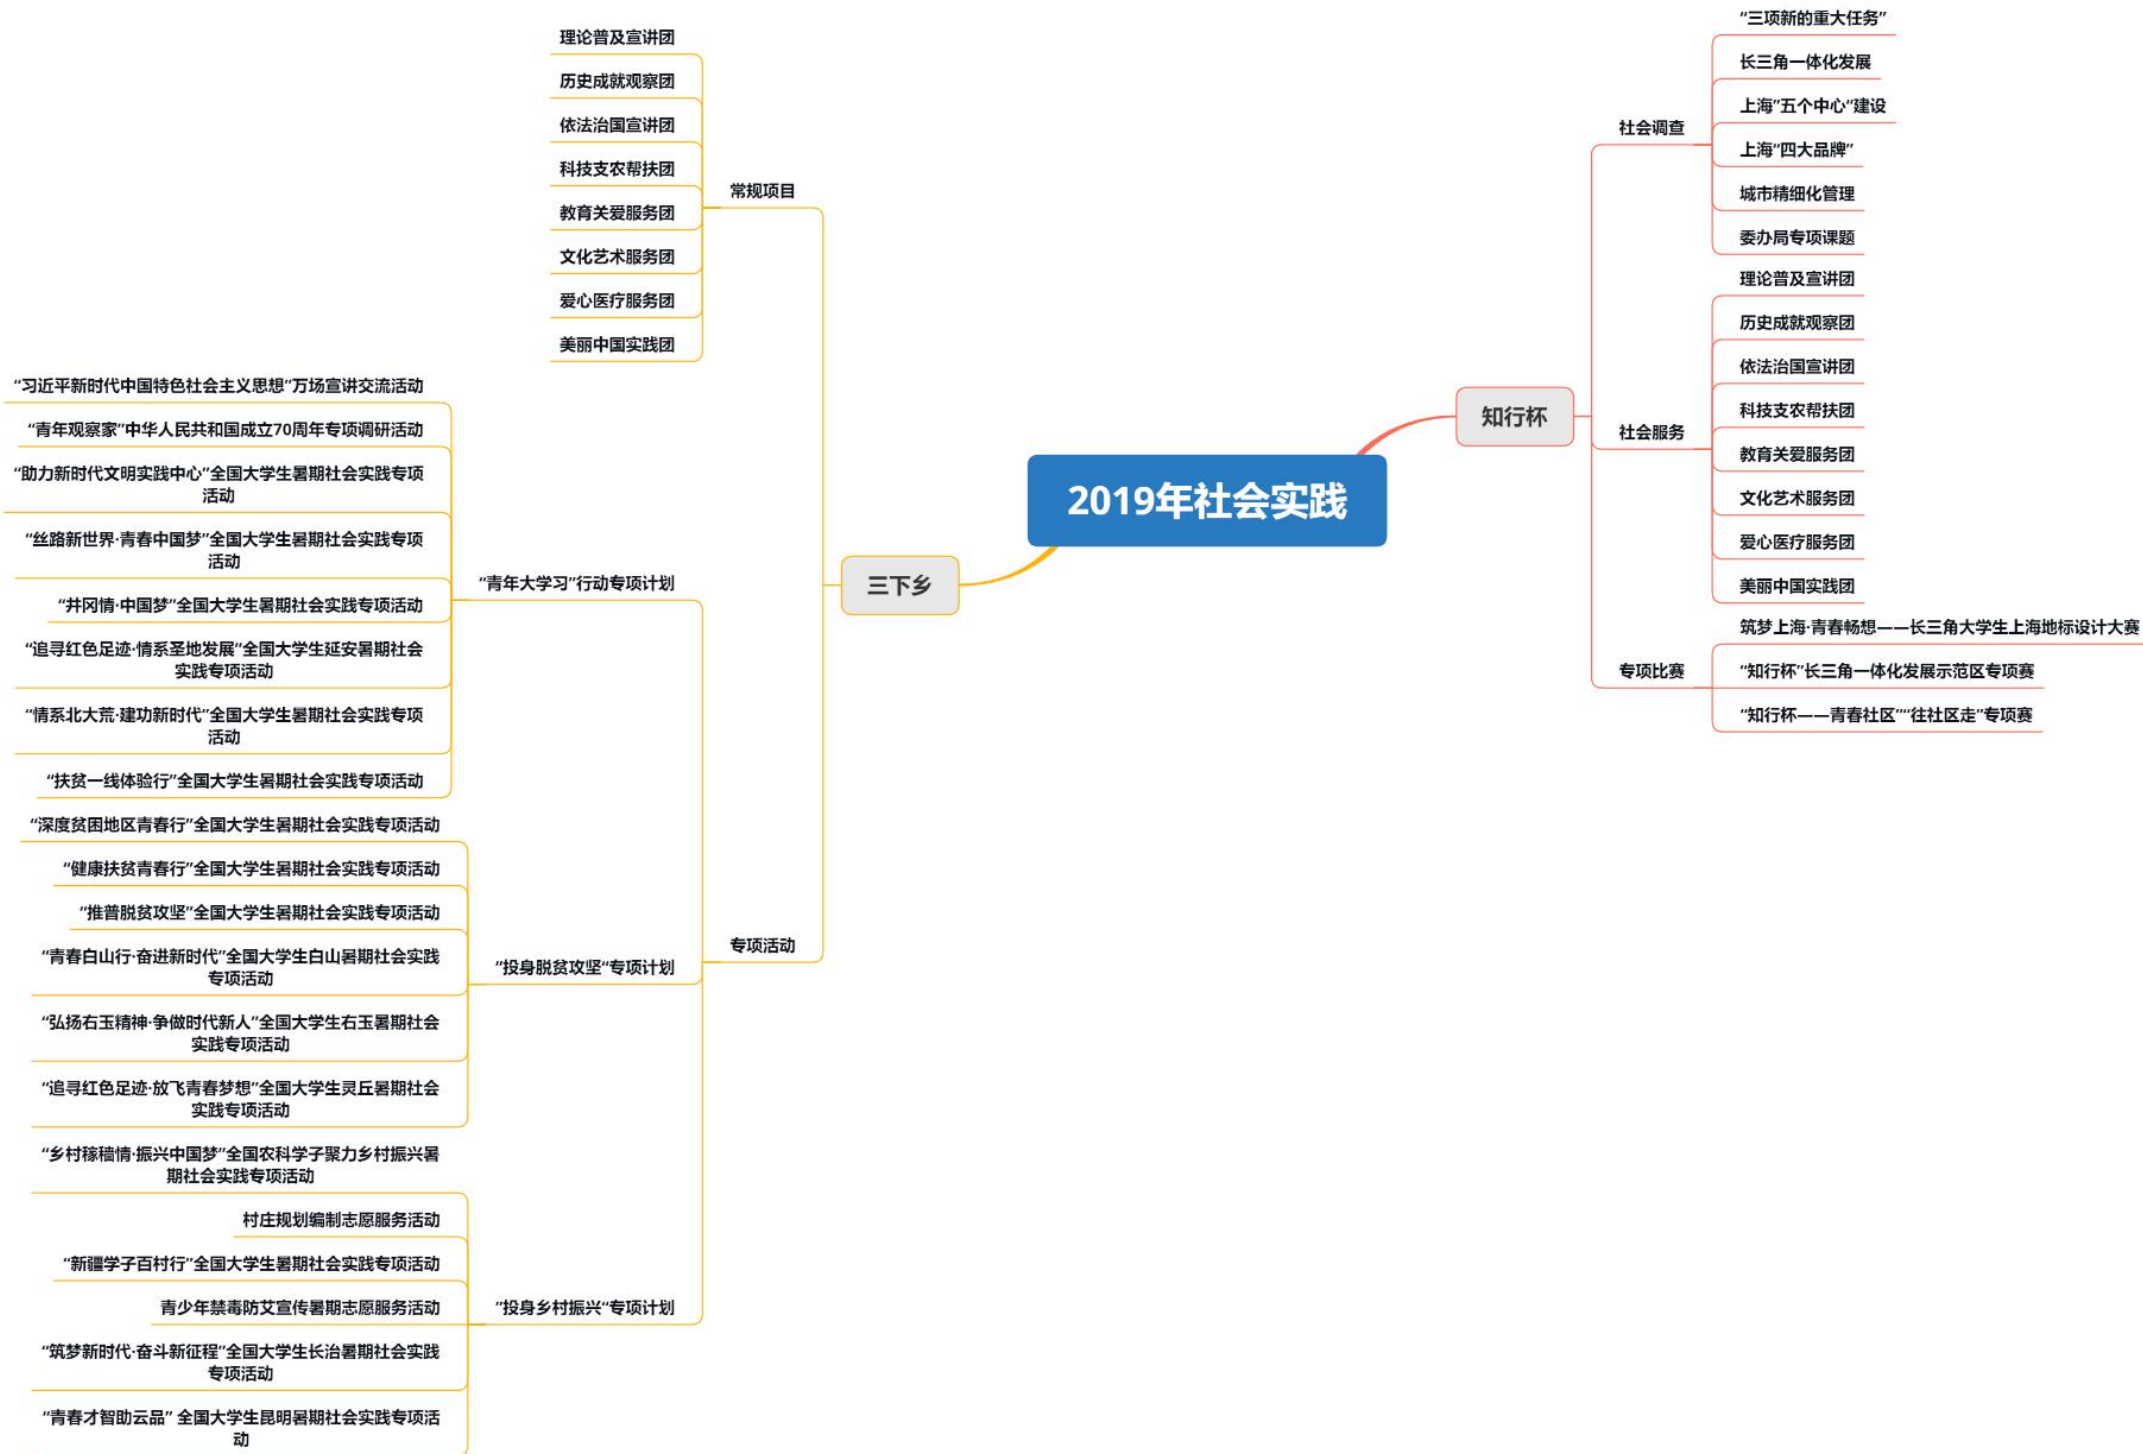 2019年社会实践
知行杯
社会调查
“三项新的重大任务”
长三角一体化发展
上海”五个中心“建设
上海“四大品牌”
城市精细化管理
委办局专项课题
社会服务
理论普及宣讲团
历史成就观察团
依法治国宣讲团
科技支农帮扶团
教育关爱服务团
文化艺术服务团
爱心医疗服务团
美丽中国实践团
专项比赛
筑梦上海·青春畅想——长三角大学生上海地标设计大赛
“知行杯”长三角一体化发展示范区专项赛
“知行杯——青春社区”“往社区走”专项赛
三下乡
常规项目
理论普及宣讲团
历史成就观察团
依法治国宣讲团
科技支农帮扶团
教育关爱服务团
文化艺术服务团
爱心医疗服务团
美丽中国实践团
专项活动
“青年大学习”行动专项计划
“习近平新时代中国特色社会主义思想”万场宣讲交流活动
“青年观察家”中华人民共和国成立70周年专项调研活动
“助力新时代文明实践中心”全国大学生暑期社会实践专项
活动
“丝路新世界·青春中国梦”全国大学生暑期社会实践专项
活动
“井冈情·中国梦”全国大学生暑期社会实践专项活动
“追寻红色足迹·情系圣地发展”全国大学生延安暑期社会
实践专项活动
“情系北大荒·建功新时代”全国大学生暑期社会实践专项
活动
“扶贫一线体验行”全国大学生暑期社会实践专项活动
”投身脱贫攻坚“专项计划
“深度贫困地区青春行”全国大学生暑期社会实践专项活动
“健康扶贫青春行”全国大学生暑期社会实践专项活动
“推普脱贫攻坚”全国大学生暑期社会实践专项活动
“青春白山行·奋进新时代”全国大学生白山暑期社会实践
专项活动
“弘扬右玉精神·争做时代新人”全国大学生右玉暑期社会
实践专项活动
“追寻红色足迹·放飞青春梦想”全国大学生灵丘暑期社会
实践专项活动
”投身乡村振兴“专项计划
“乡村稼穑情·振兴中国梦”全国农科学子聚力乡村振兴暑
期社会实践专项活动
村庄规划编制志愿服务活动
“新疆学子百村行”全国大学生暑期社会实践专项活动
青少年禁毒防艾宣传暑期志愿服务活动
“筑梦新时代·奋斗新征程”全国大学生长治暑期社会实践
专项活动
“青春才智助云品” 全国大学生昆明暑期社会实践专项活
动